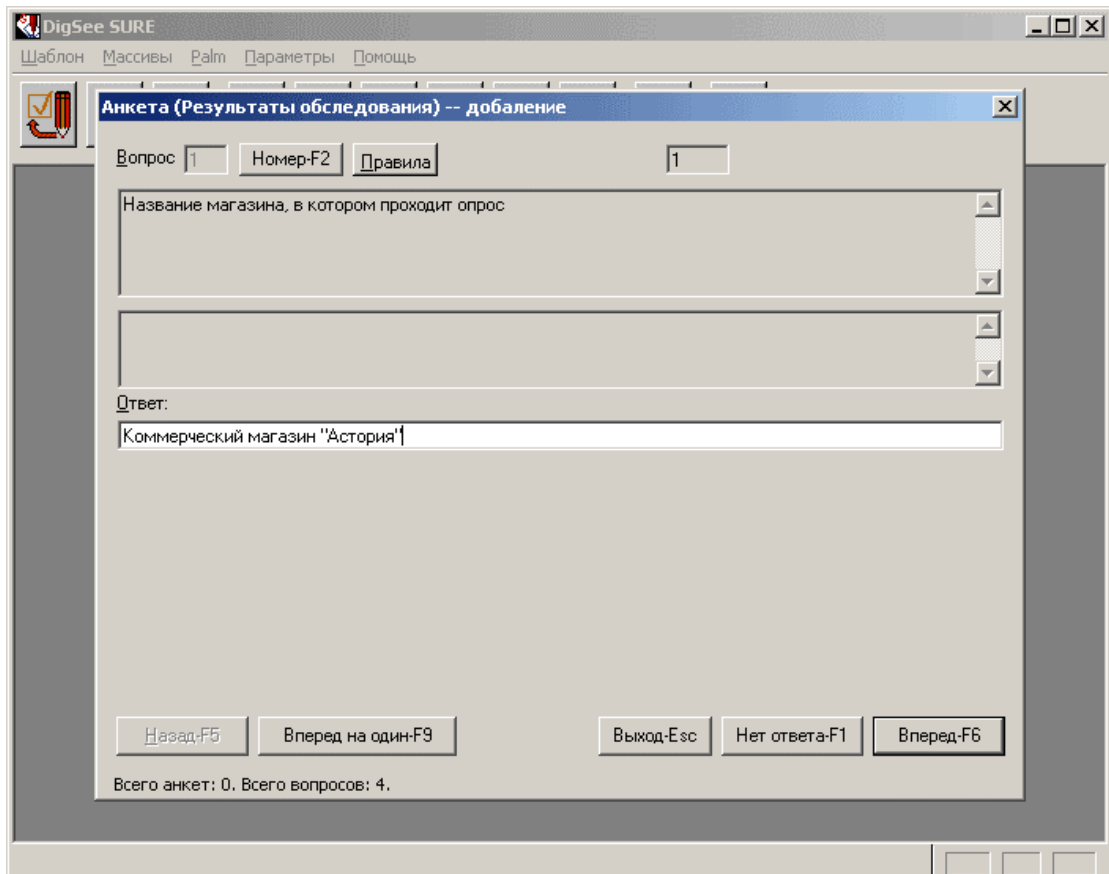 DigSee SURE
Шаблон Массивы Palm Параметры Помощь
Анкета (Результаты обследования) -- добаление
Вопрос 1 Номер-F2 Правила 1
Название магазина, в котором проходит опрос
Ответ:
Коммерческий магазин "Астория"
Назад-F5 Вперед на один-F9 Выход-Esc Нет ответа-F1 Вперед-F6
Всего анкет: 0. Всего вопросов: 4.